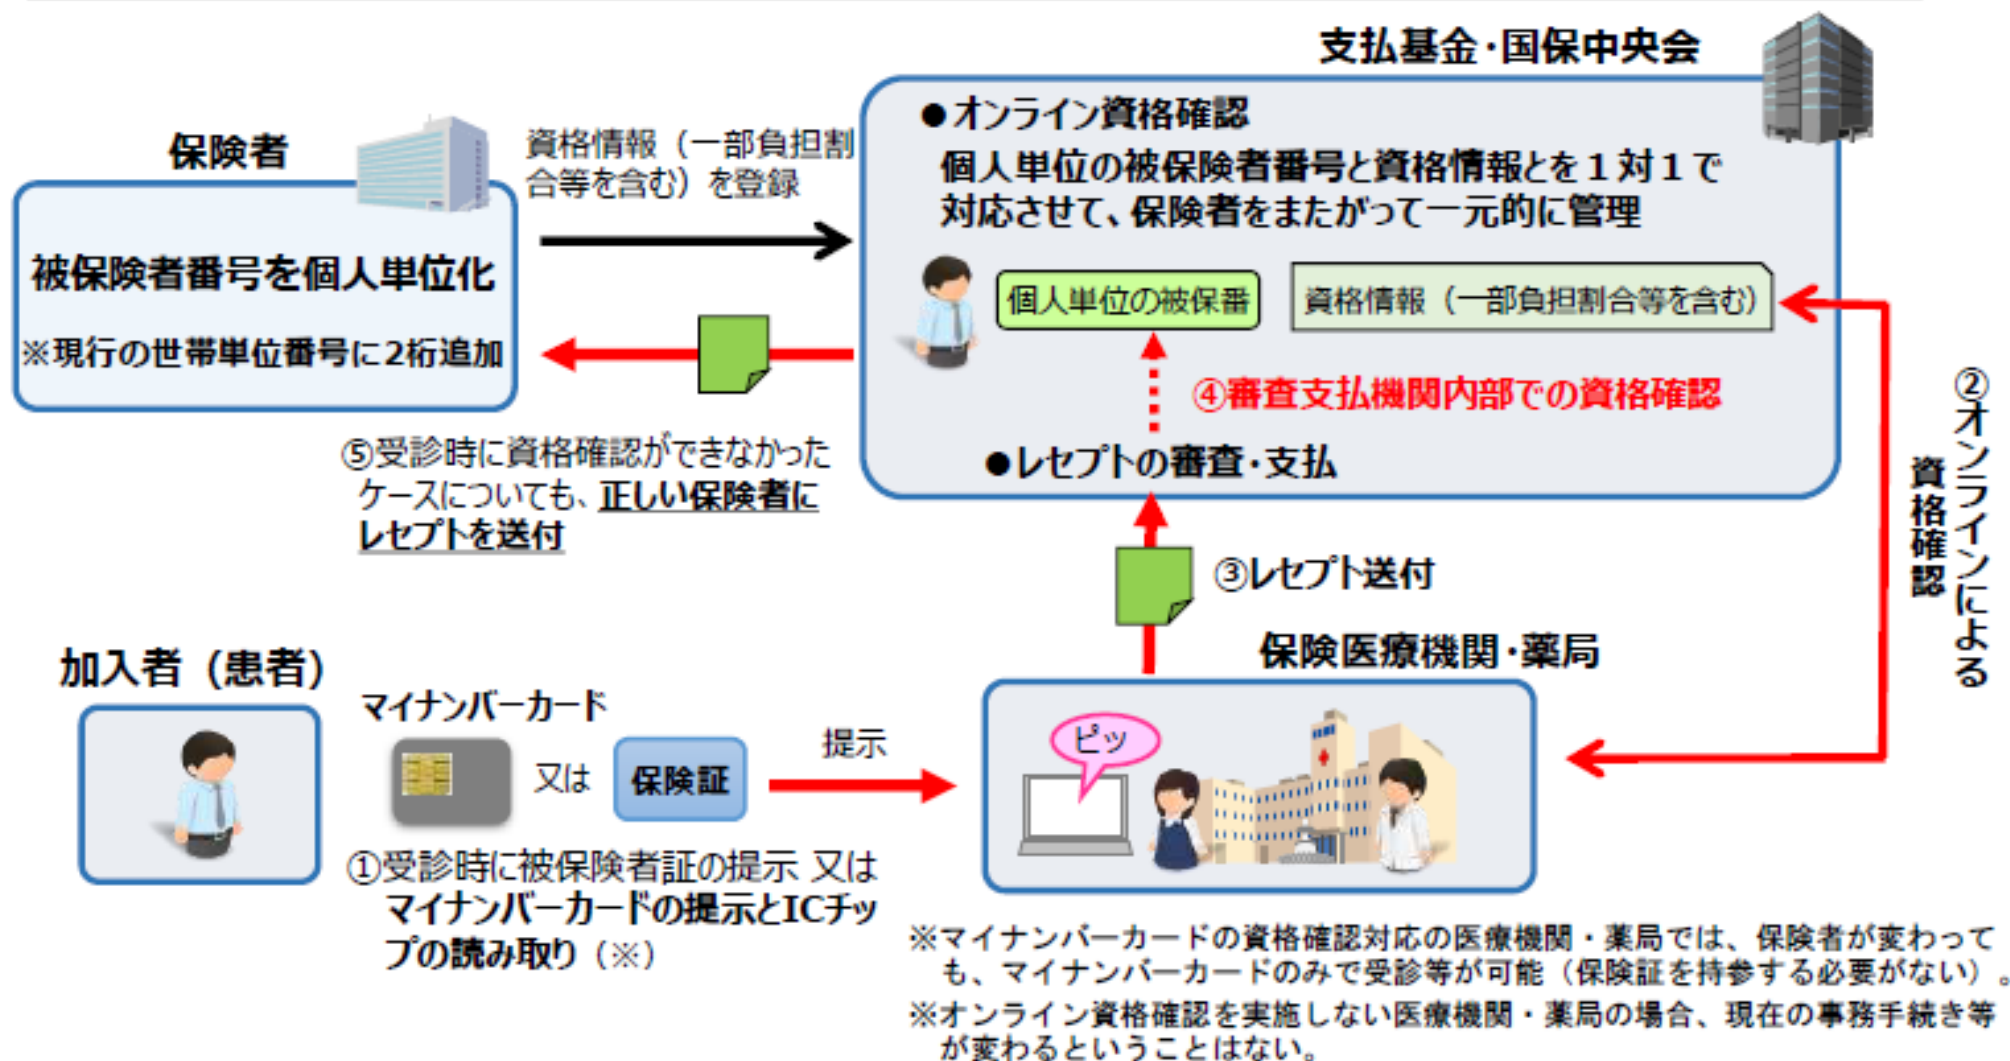 支払基金・国保中央会
●オンライン資格確認
個人単位の被保険者番号と資格情報とを１対１で
対応させて、保険者をまたがって一元的に管理
個人単位の被保番
資格情報（一部負担割合等を含む）
④審査支払機関内部での資格確認
●レセプトの審査・支払
保険者
被保険者番号を個人単位化
※現行の世帯単位番号に2桁追加
資格情報（一部負担割
合等を含む）を登録
⑤受診時に資格確認ができなかった
ケースについても、正しい保険者に
レセプトを送付
②オンラインによる
資格確認
③レセプト送付
保険医療機関・薬局
ピッ
加入者（患者）
マイナンバーカード
又は
保険証
提示
①受診時に被保険者証の提示 又は
マイナンバーカードの提示とICチッ
プの読み取り（※）
※マイナンバーカードの資格確認対応の医療機関・薬局では、保険者が変わって
も、マイナンバーカードのみで受診等が可能（保険証を持参する必要がない）。
※オンライン資格確認を実施しない医療機関・薬局の場合、現在の事務手続き等
が変わるということはない。